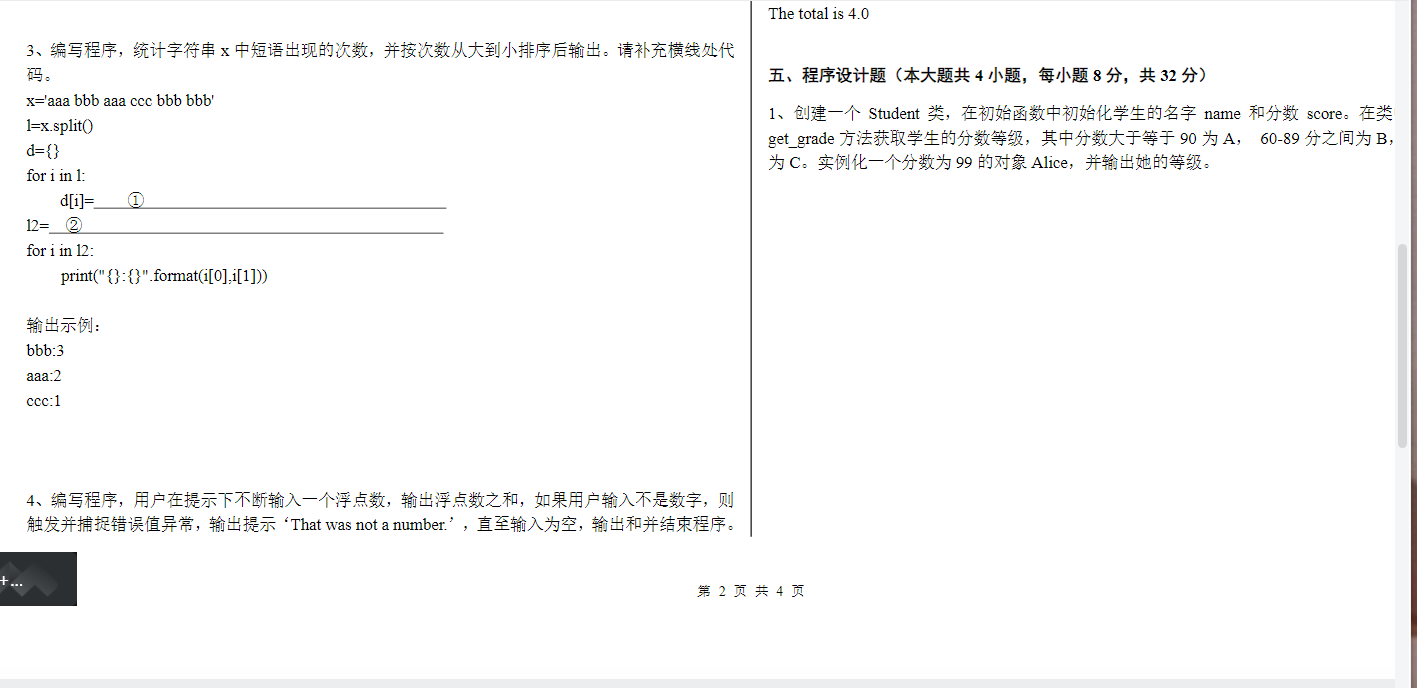 3、编写程序，统计字符串 x 中短语出现的次数，并按次数从大到小排序后输出。请补充横线处代
码。
x='aaa bbb aaa ccc bbb bbb'
l=x.split()
d={}
for i in l:
d[i]=____①____
l2=__②____
for i in l2:
print("{}:{}".format(i[0],i[1]))
输出示例：
bbb:3
aaa:2
ccc:1
4、编写程序，用户在提示下不断输入一个浮点数，输出浮点数之和，如果用户输入不是数字，则
触发并捕捉错误值异常，输出提示‘That was not a number.’，直至输入为空，输出和并结束程序。
The total is 4.0
五、程序设计题（本大题共 4 小题，每小题 8 分，共 32 分）
1、创建一个 Student 类，在初始函数中初始化学生的名字 name 和分数 score。在类
get_grade 方法获取学生的分数等级，其中分数大于等于 90 为 A， 60-89 分之间为 B，
为 C。实例化一个分数为 99 的对象 Alice，并输出她的等级。
+...
第 2 页 共 4 页